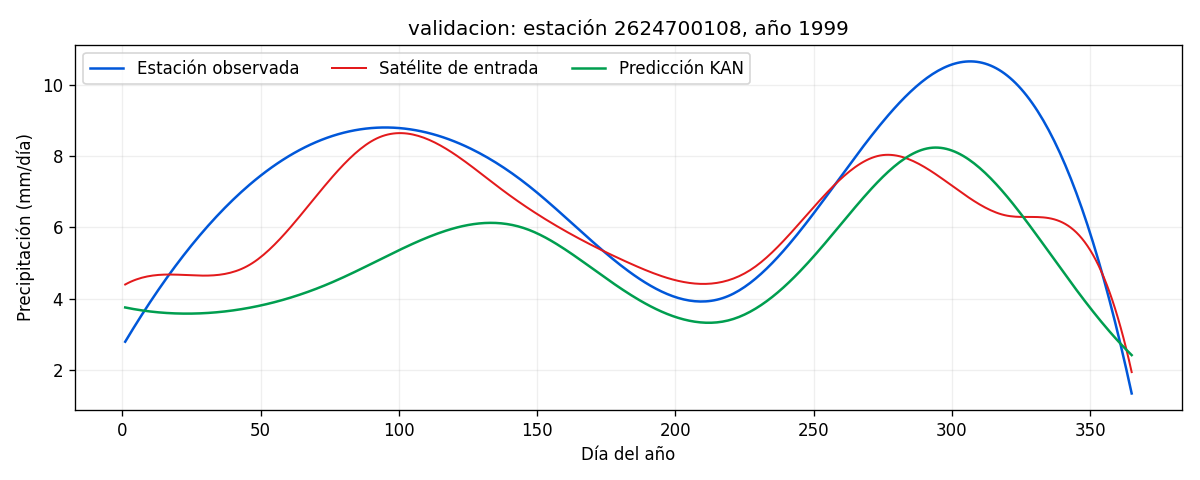 validacion: estación 2624700108, año 1999
Estación observada
Satélite de entrada
Predicción KAN
Precipitación (mm/día)
10
8
6
4
2
0
50
100
150
200
250
300
350
Día del año